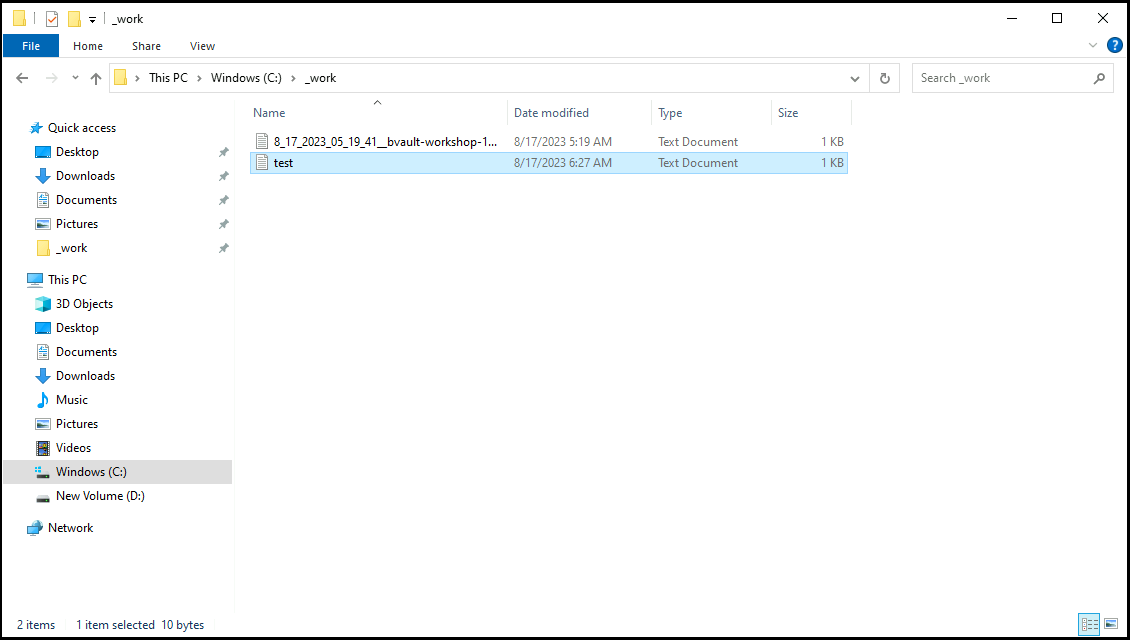 _work
File Home Share View
This PC Windows (C:) _work
Search _work
Name Date modified Type Size
8_17_2023_05_19_41__bvault-workshop-1... 8/17/2023 5:19 AM Text Document 1 KB
test 8/17/2023 6:27 AM Text Document 1 KB
Quick access
Desktop
Downloads
Documents
Pictures
_work
This PC
3D Objects
Desktop
Documents
Downloads
Music
Pictures
Videos
Windows (C:)
New Volume (D:)
Network
2 items 1 item selected 10 bytes